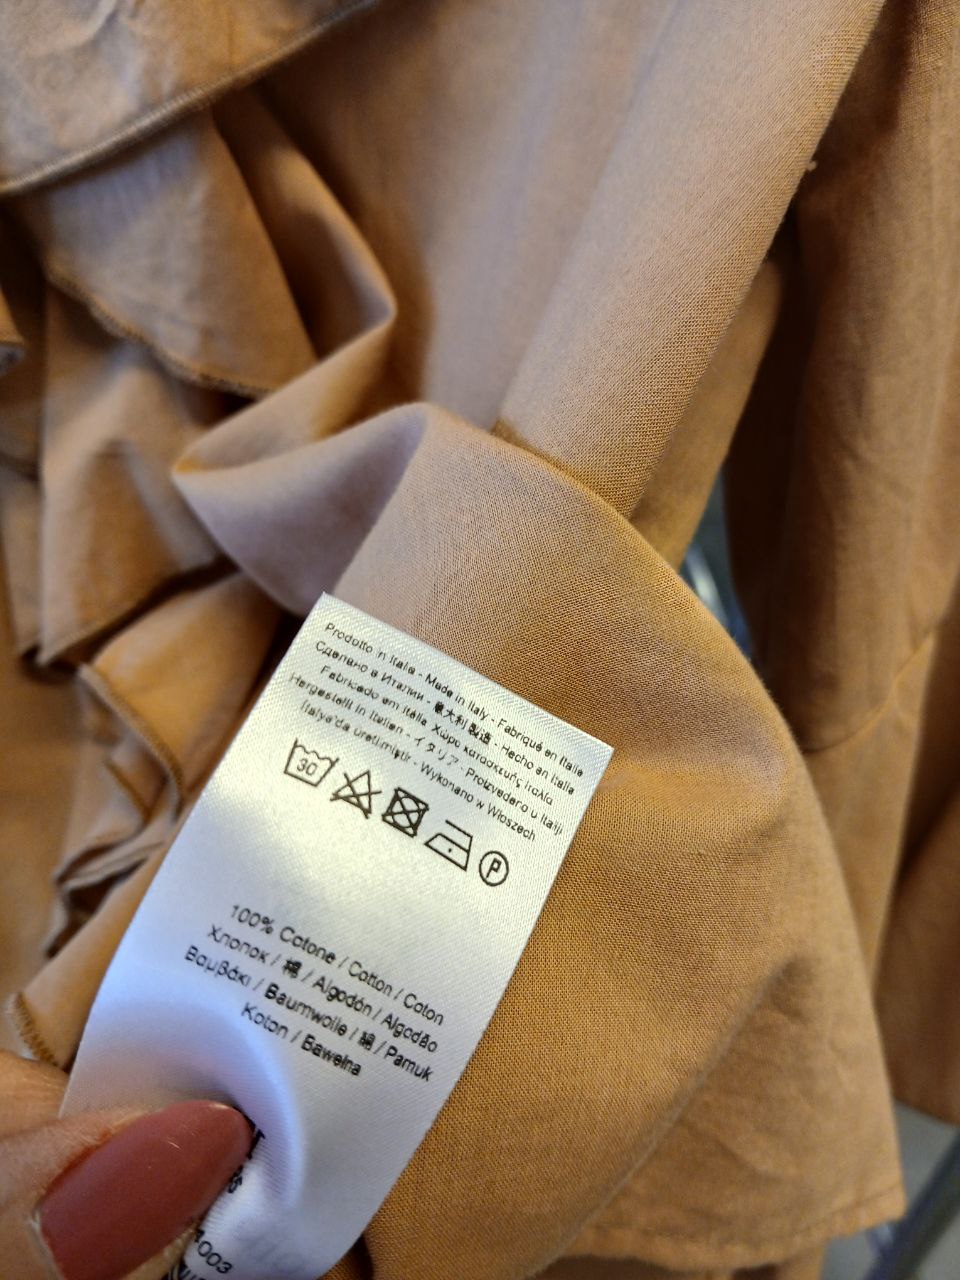 Prodotto in Italia - Made in Italy - Fabriqué en Italie
Сделано в Италии - 意大利製造 - Hecho en Italia
Fabricado em Itália Χώρα κατασκευής Ιταλία
Hergestellt in Italien - イタリア - Proizvedeno u Italiji
İtalya'da üretilmiştir - Wykonano w Włoszech
30
P
100% Cotone / Cotton / Coton
Хлопок / 棉 / Algodón / Algodão
Βαμβάκι / Baumwolle / 綿 / Pamuk
Koton / Bawełna
003